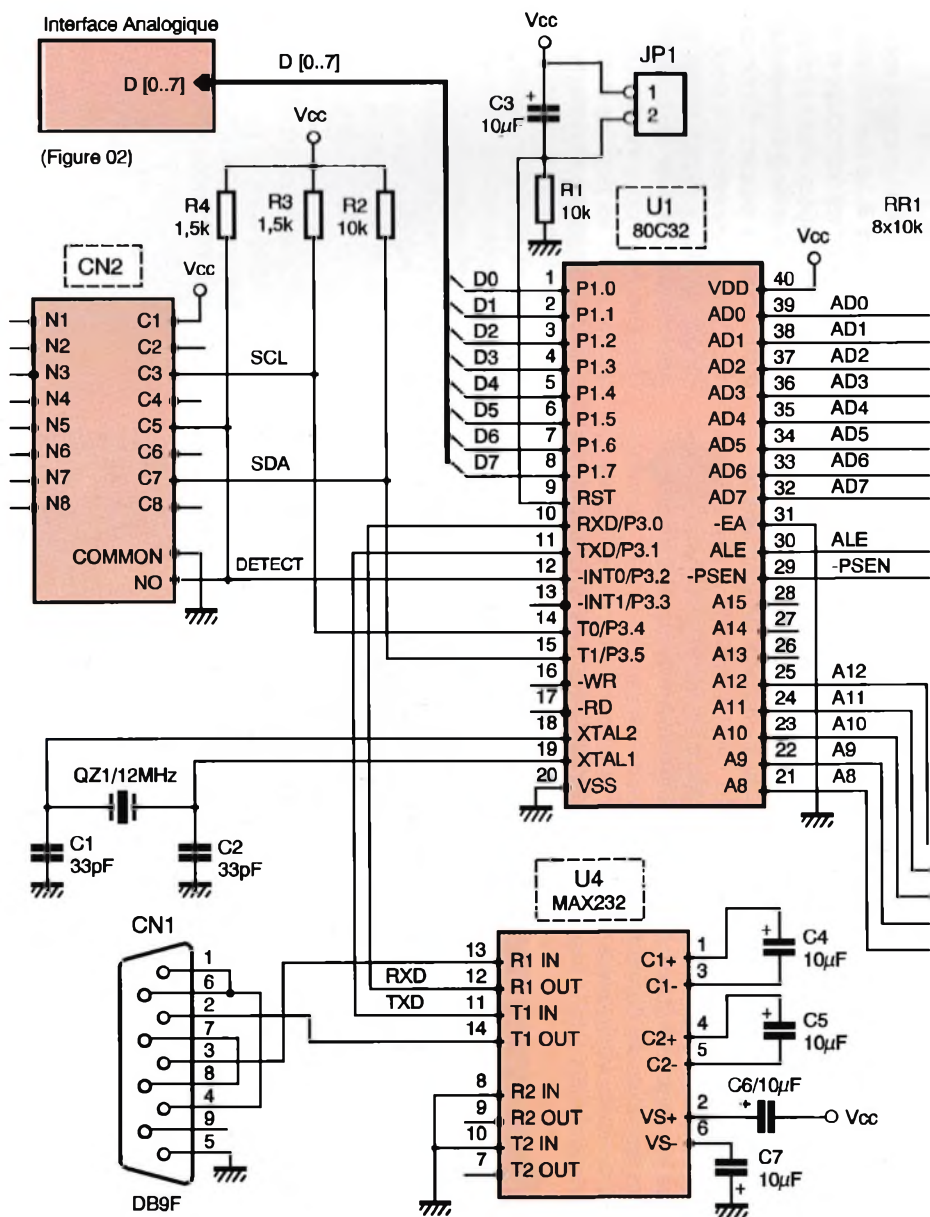 Interface Analogique
D [0..7]
D [0..7]
(Figure 02)
Vcc
JP1
1
2
C3
10µF
+
R1
10k
U1
80C32
RR1
8x10k
Vcc
R4
1,5k
R3
1,5k
R2
10k
CN2
Vcc
N1 C1
N2 C2
N3 C3
N4 C4
N5 C5
N6 C6
N7 C7
N8 C8
COMMON
NO
SCL
SDA
DETECT
Vcc
D0 1 P1.0 VDD 40
D1 2 P1.1 AD0 39 AD0
D2 3 P1.2 AD1 38 AD1
D3 4 P1.3 AD2 37 AD2
D4 5 P1.4 AD3 36 AD3
D5 6 P1.5 AD4 35 AD4
D6 7 P1.6 AD5 34 AD5
D7 8 P1.7 AD6 33 AD6
9 RST AD7 32 AD7
10 RXD/P3.0 -EA 31
11 TXD/P3.1 ALE 30 ALE
12 -INT0/P3.2 -PSEN 29 -PSEN
13 -INT1/P3.3 A15 28
14 T0/P3.4 A14 27
15 T1/P3.5 A13 26
16 -WR A12 25 A12
17 -RD A11 24 A11
18 XTAL2 A10 23 A10
19 XTAL1 A9 22 A9
20 VSS A8 21 A8
QZ1/12MHz
C1
33pF
C2
33pF
U4
MAX232
CN1
1
6
2
7
3
8
4
9
5
DB9F
RXD
TXD
13 R1 IN C1+ 1
12 R1 OUT C1- 3
11 T1 IN
14 T1 OUT C2+ 4
C2- 5
8 R2 IN
9 R2 OUT VS+ 2
10 T2 IN VS- 6
7 T2 OUT
+ C4
10µF
+ C5
10µF
C6/10µF
+
Vcc
C7
10µF
+